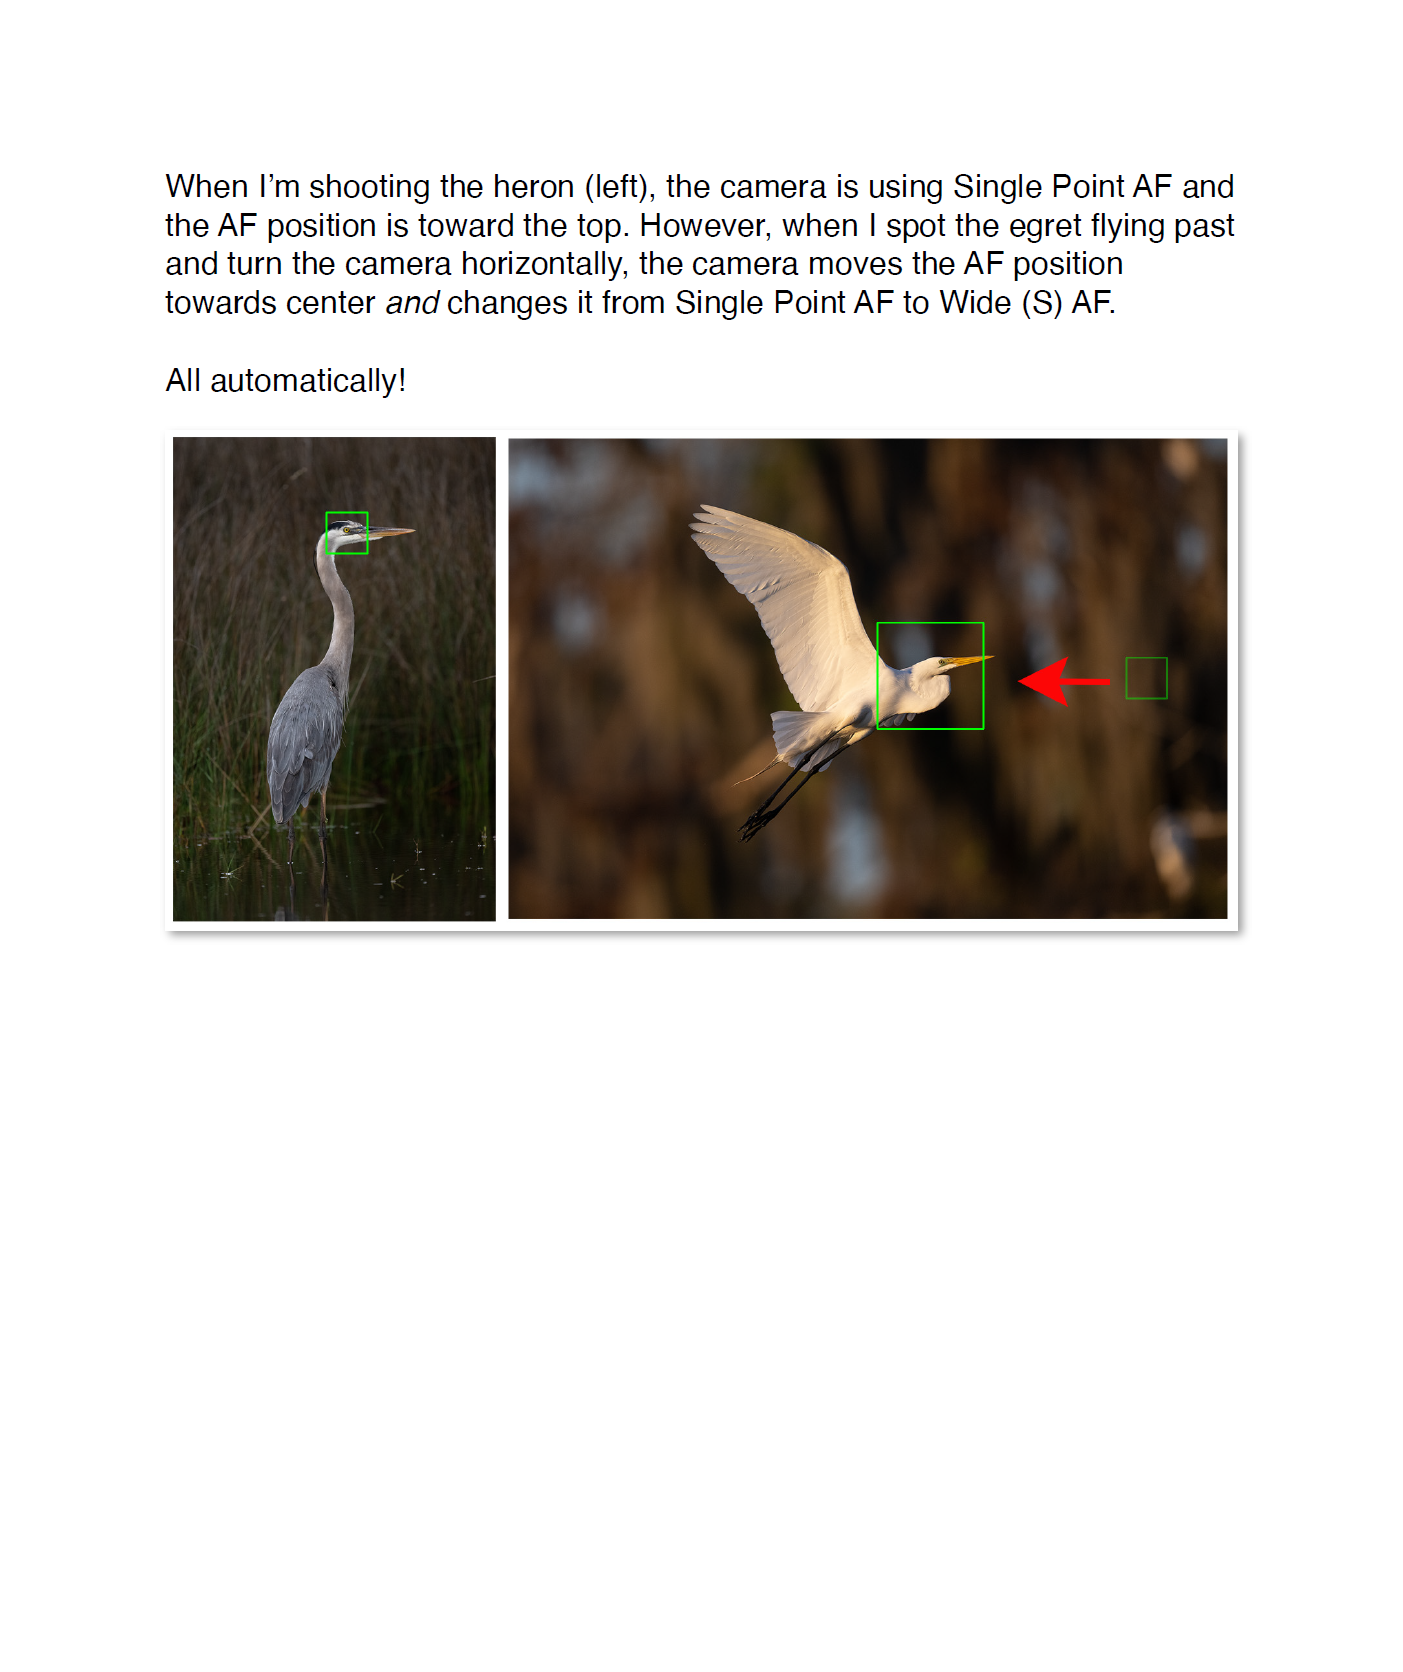 When I’m shooting the heron (left), the camera is using Single Point AF and
the AF position is toward the top. However, when I spot the egret flying past
and turn the camera horizontally, the camera moves the AF position
towards center and changes it from Single Point AF to Wide (S) AF.
All automatically!